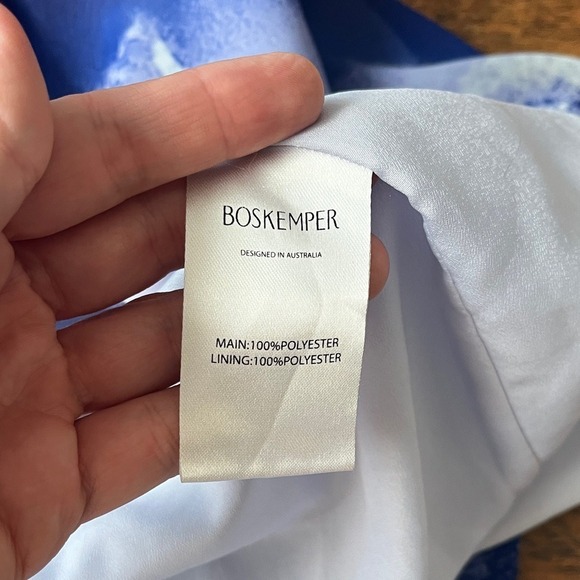 BOSKEMPER
DESIGNED IN AUSTRALIA
MAIN:100%POLYESTER
LINING:100%POLYESTER